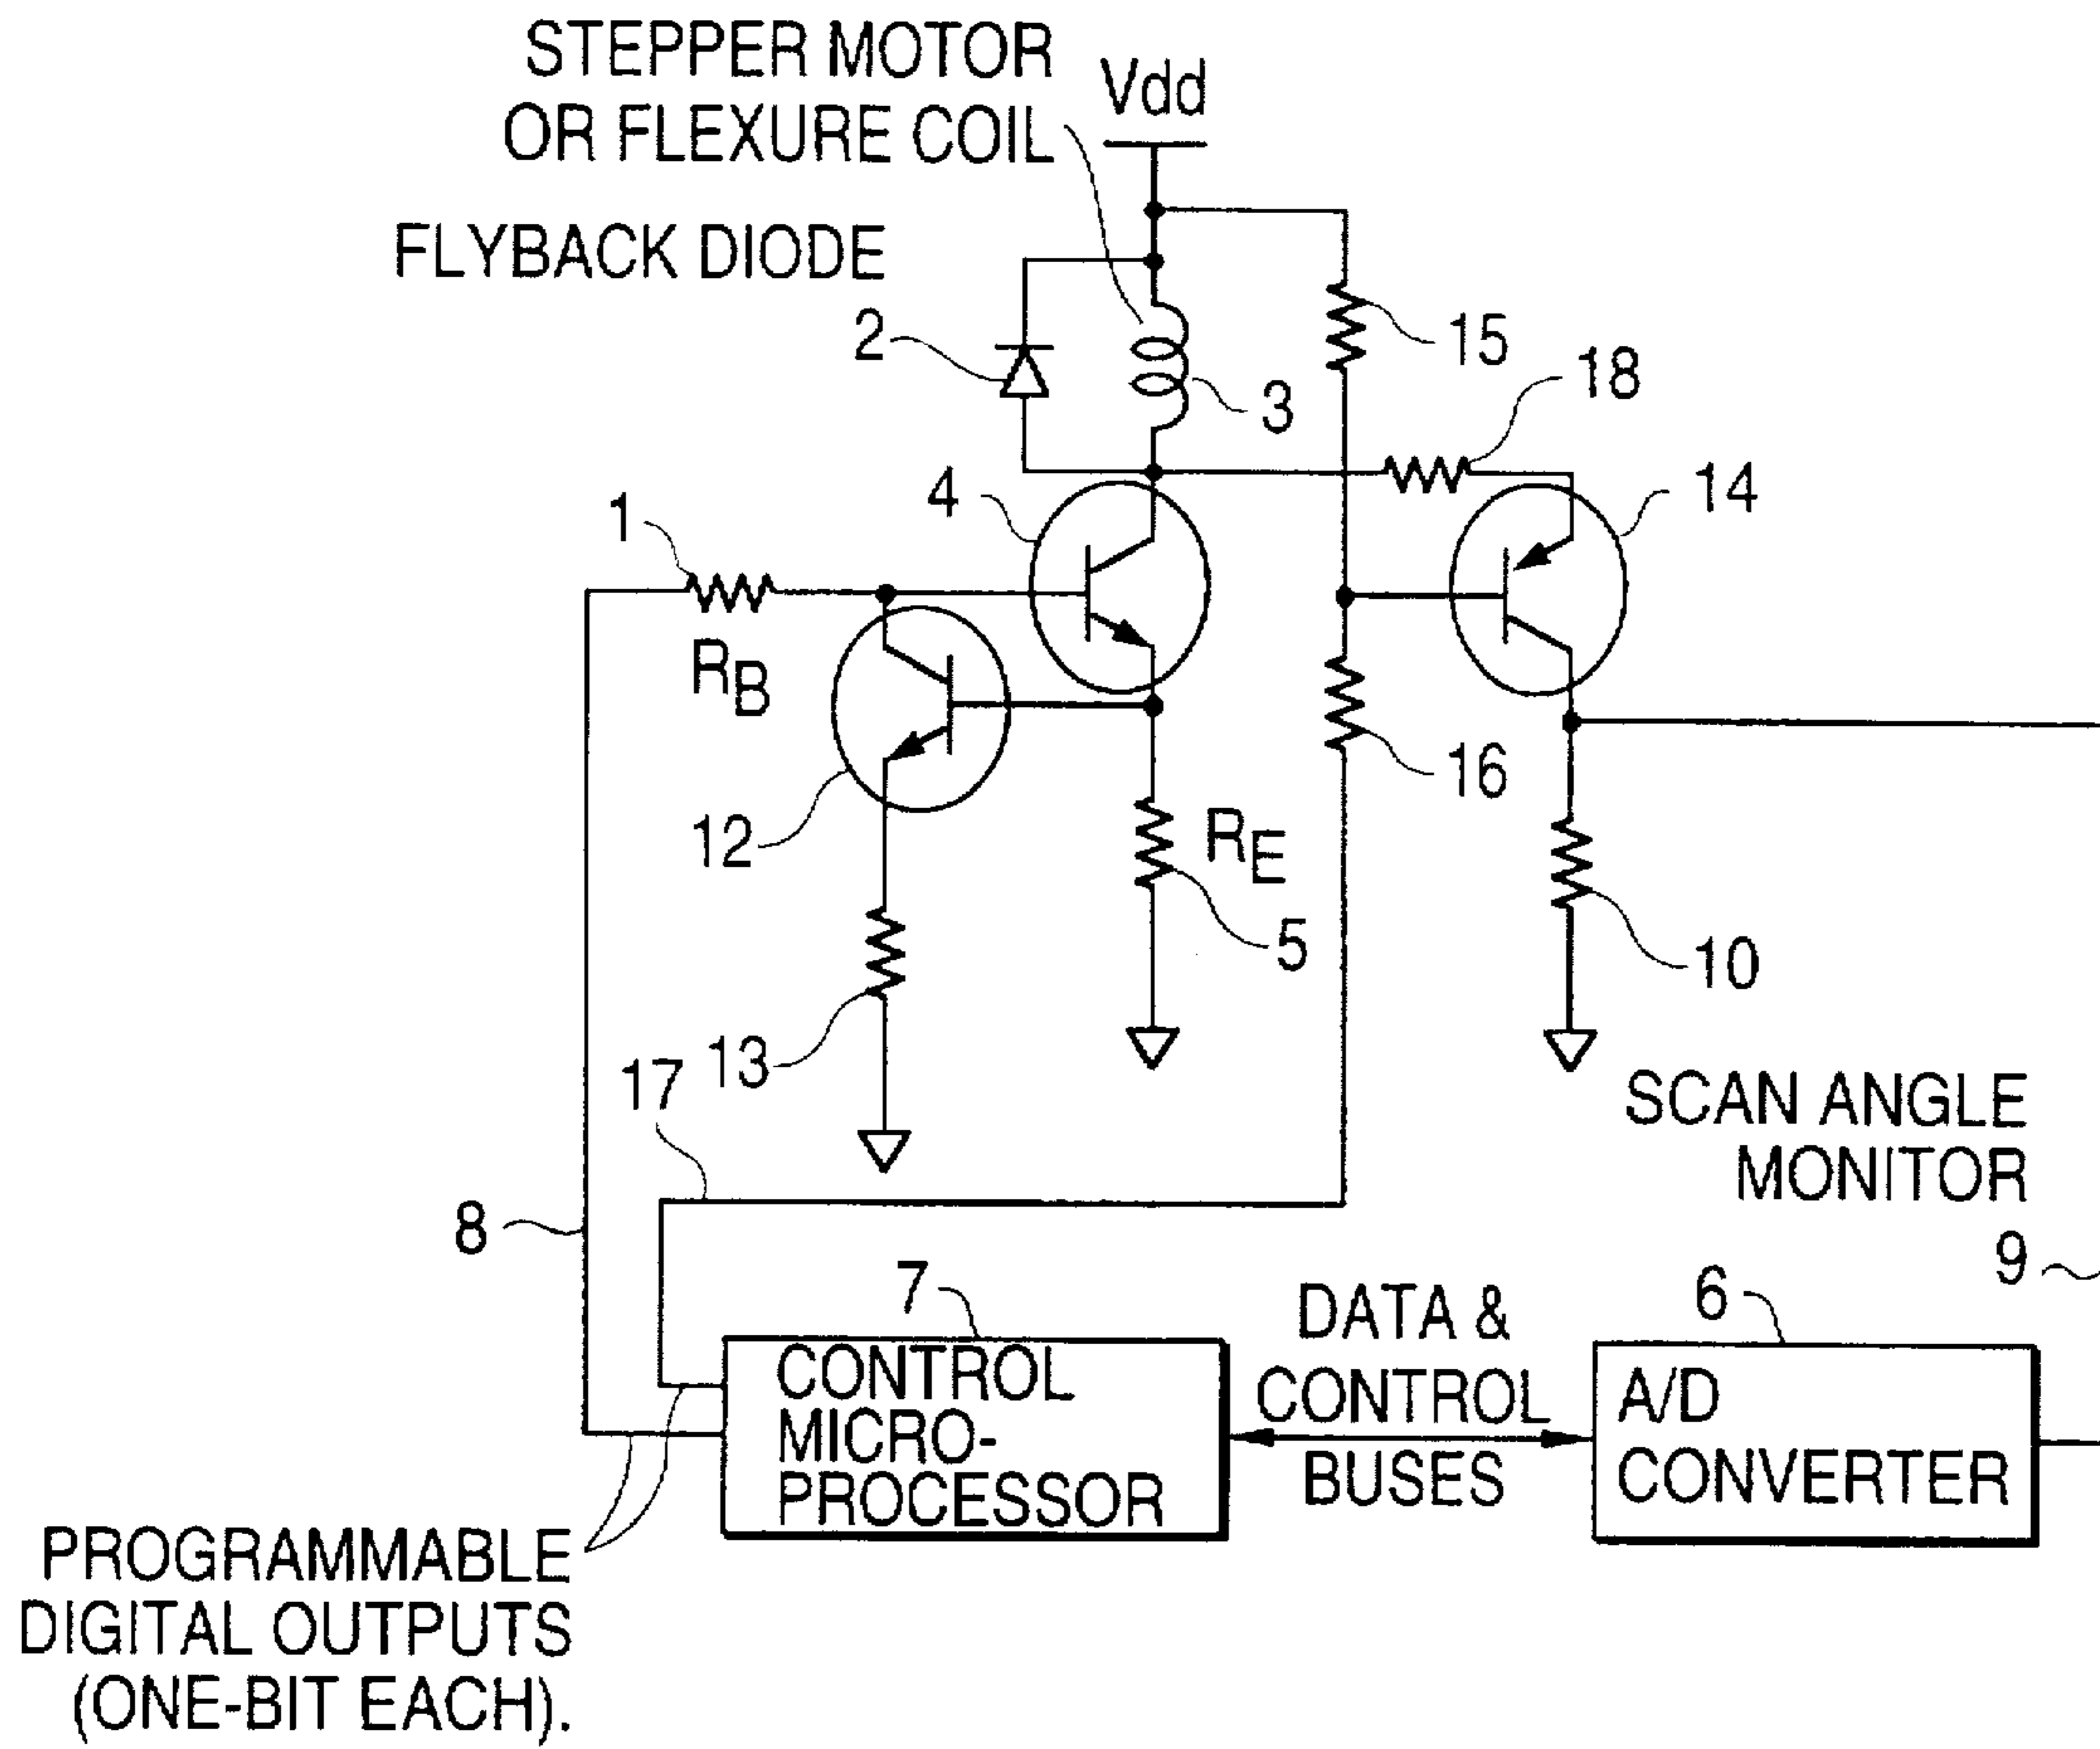 STEPPER MOTOR
OR FLEXURE COIL
Vdd
FLYBACK DIODE
2
3
15
18
1
4
14
RB
12
RE
16
5
13
10
17
8
SCAN ANGLE
MONITOR
9
7
6
CONTROL
MICRO-
PROCESSOR
DATA &
CONTROL
BUSES
A/D
CONVERTER
PROGRAMMABLE
DIGITAL OUTPUTS
(ONE-BIT EACH).